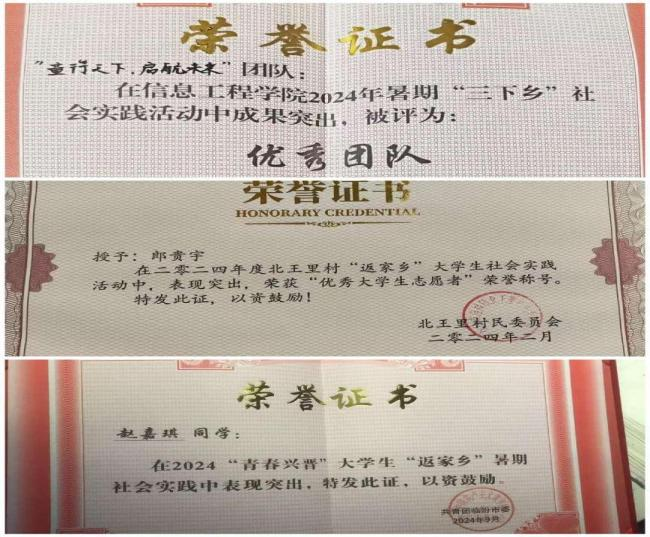 荣誉证书
"童行天下，启航未来"团队：
在信息工程学院2024年暑期"三下乡"社
会实践活动中成果突出，被评为：
优秀团队
荣誉证书
HONORARY CREDENTIAL
授予：郎贵宇
在二零二四年度北王里村"返家乡"大学生社会实践
活动中，表现突出，荣获"优秀大学生志愿者"荣誉称号。
特发此证，以资鼓励！
北王里村民委员会
二零二四年二月
荣誉证书
赵嘉琪 同学：
在2024"青春兴晋"大学生"返家乡"暑期
社会实践中表现突出，特发此证，以资鼓励。
共青团临汾市委
2024年9月